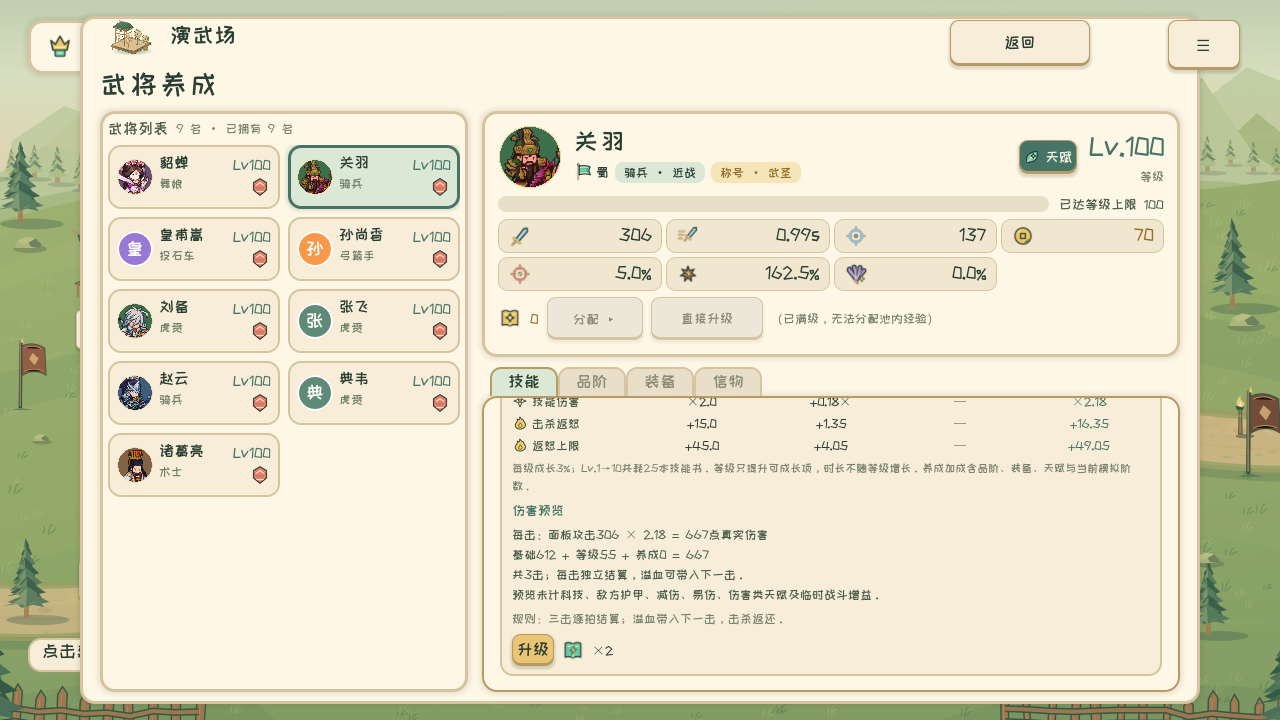 演武场
返回
☰
武将养成
武将列表 9 名 · 已拥有 9 名
貂蝉 Lv100
舞娘
关羽 Lv100
骑兵
皇 皇甫嵩 Lv100
投石车
孙 孙尚香 Lv100
弓箭手
刘备 Lv100
虎贲
张 张飞 Lv100
虎贲
赵云 Lv100
骑兵
典 典韦 Lv100
虎贲
诸葛亮 Lv100
术士
关羽
蜀 骑兵 · 近战 称号 · 武圣
天赋
Lv.100
等级
已达等级上限 100
306 0.99s 137 70
5.0% 162.5% 0.0%
0 分配 ▸ 直接升级 (已满级，无法分配池内经验)
技能 品阶 装备 信物
技能伤害 ×2.0 +0.18× — ×2.18
击杀返怒 +15.0 +1.35 — +16.35
返怒上限 +45.0 +4.05 — +49.05
每级成长3%；Lv.1→10共耗25本技能书。等级只提升可成长项，时长不随等级增长。养成加成含品阶、装备、天赋与当前模拟阶
数。
伤害预览
每击：面板攻击306 × 2.18 = 667点真实伤害
基础612 + 等级55 + 养成0 = 667
共3击；每击独立结算，溢血可带入下一击。
预览未计科技、敌方护甲、减伤、易伤、伤害类天赋及临时战斗增益。
规则：三击逐拍结算；溢血带入下一击，击杀返还。
升级 ×2
点击